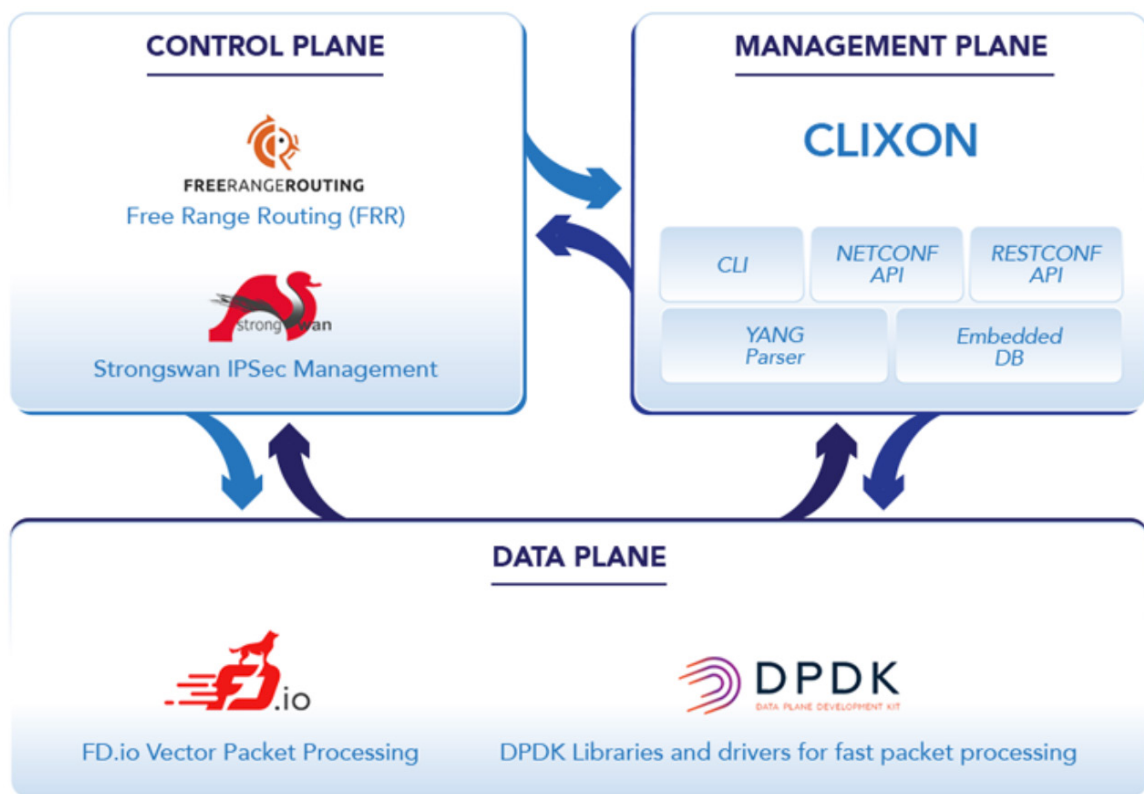 CONTROL PLANE
FREERANGEROUTING
Free Range Routing (FRR)
strongSwan
Strongswan IPSec Management
MANAGEMENT PLANE
CLIXON
CLI
NETCONF
API
RESTCONF
API
YANG
Parser
Embedded
DB
DATA PLANE
FD.io
FD.io Vector Packet Processing
DPDK
DATA PLANE DEVELOPMENT KIT
DPDK Libraries and drivers for fast packet processing